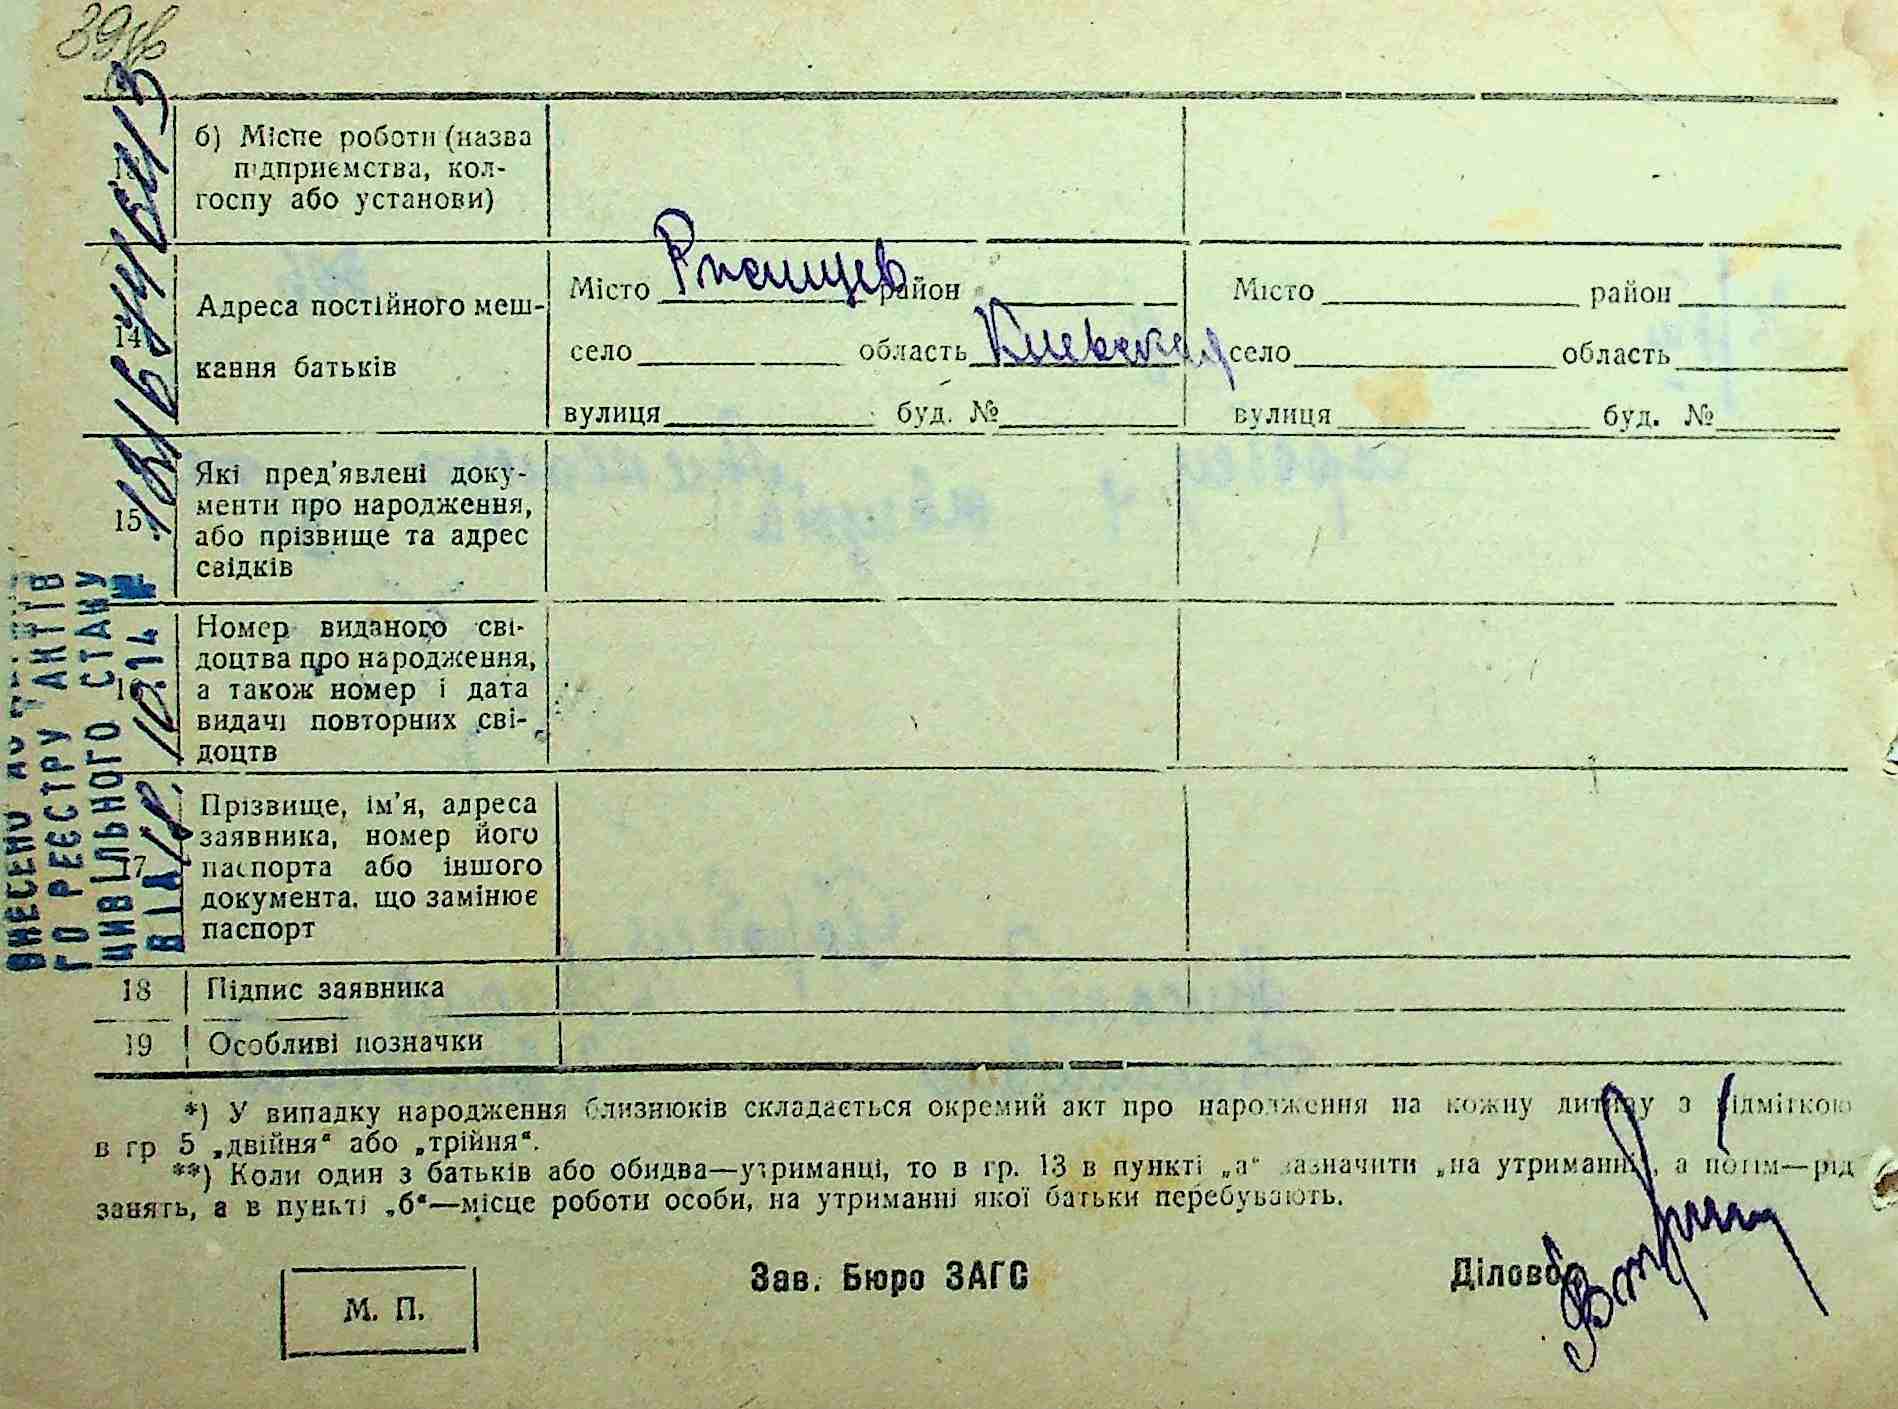 б) Місце роботи (назва
13
підприємства, кол-
госпу або установи)
Місто Ржищев район
Місто район
14
Адреса постійного меш-
кання батьків
село область Киевская
село область
вулиця буд. №
вулиця буд. №
15
Які пред'явлені доку-
менти про народження,
або прізвище та адрес
свідків
16
Номер виданого сві-
доцтва про народження,
а також номер і дата
видачі повторних сві-
доцтв
17
Прізвище, ім'я, адреса
заявника, номер його
паспорта або іншого
документа, що замінює
паспорт
18 Підпис заявника
19 Особливі позначки
*) У випадку народження близнюків складається окремий акт про народження на кожну дитину з відміткою
в гр 5 „двійня“ або „трійня“.
**) Коли один з батьків або обидва—утриманці, то в гр. 13 в пункті „а“ зазначити „на утриманні“, а потім—рід
занять, а в пункті „б“—місце роботи особи, на утриманні якої батьки перебувають.
М. П.
Зав. Бюро ЗАГС
Діловод
ВНЕСЕНО ДО
ГО РЕЄСТРУ АКТІВ
ЦИВІЛЬНОГО СТАНУ
ВІД